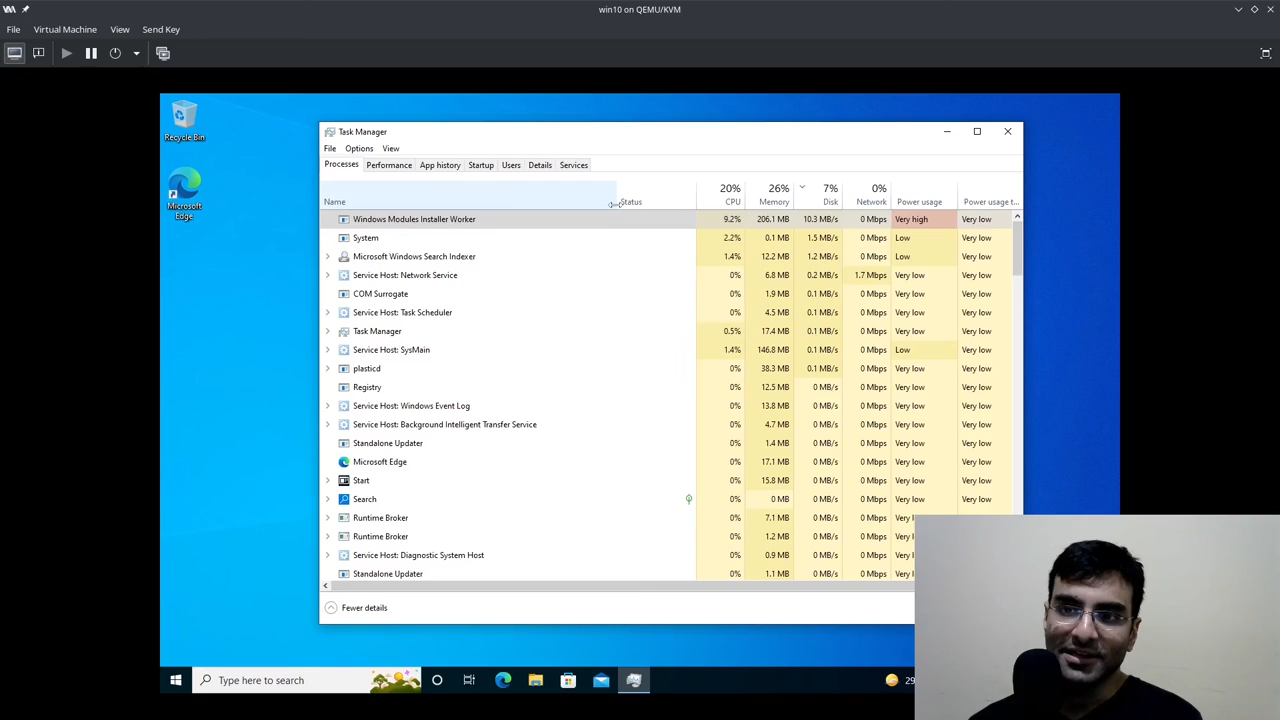 win10 on QEMU/KVM
File Virtual Machine View Send Key
Recycle Bin
Microsoft
Edge
Task Manager
File Options View
Processes Performance App history Startup Users Details Services
20% 26% 7% 0%
Name Status CPU Memory Disk Network Power usage Power usage t...
Windows Modules Installer Worker 9.2% 206.1 MB 10.3 MB/s 0 Mbps Very high Very low
System 2.2% 0.1 MB 1.5 MB/s 0 Mbps Low Very low
Microsoft Windows Search Indexer 1.4% 12.2 MB 1.2 MB/s 0 Mbps Low Very low
Service Host: Network Service 0% 6.8 MB 0.2 MB/s 1.7 Mbps Very low Very low
COM Surrogate 0% 1.9 MB 0.1 MB/s 0 Mbps Very low Very low
Service Host: Task Scheduler 0% 4.5 MB 0.1 MB/s 0 Mbps Very low Very low
Task Manager 0.5% 17.4 MB 0.1 MB/s 0 Mbps Very low Very low
Service Host: SysMain 1.4% 146.8 MB 0.1 MB/s 0 Mbps Low Very low
plasticd 0% 38.3 MB 0.1 MB/s 0 Mbps Very low Very low
Registry 0% 12.5 MB 0 MB/s 0 Mbps Very low Very low
Service Host: Windows Event Log 0% 13.8 MB 0 MB/s 0 Mbps Very low Very low
Service Host: Background Intelligent Transfer Service 0% 4.7 MB 0 MB/s 0 Mbps Very low Very low
Standalone Updater 0% 1.4 MB 0 MB/s 0 Mbps Very low Very low
Microsoft Edge 0% 17.1 MB 0 MB/s 0 Mbps Very low Very low
Start 0% 15.8 MB 0 MB/s 0 Mbps Very low Very low
Search 0% 0 MB 0 MB/s 0 Mbps Very low Very low
Runtime Broker 0% 7.1 MB 0 MB/s 0 Mbps Very
Runtime Broker 0% 1.2 MB 0 MB/s 0 Mbps Very
Service Host: Diagnostic System Host 0% 0.9 MB 0 MB/s 0 Mbps Very
Standalone Updater 0% 1.1 MB 0 MB/s 0 Mbps Very
Fewer details
Type here to search